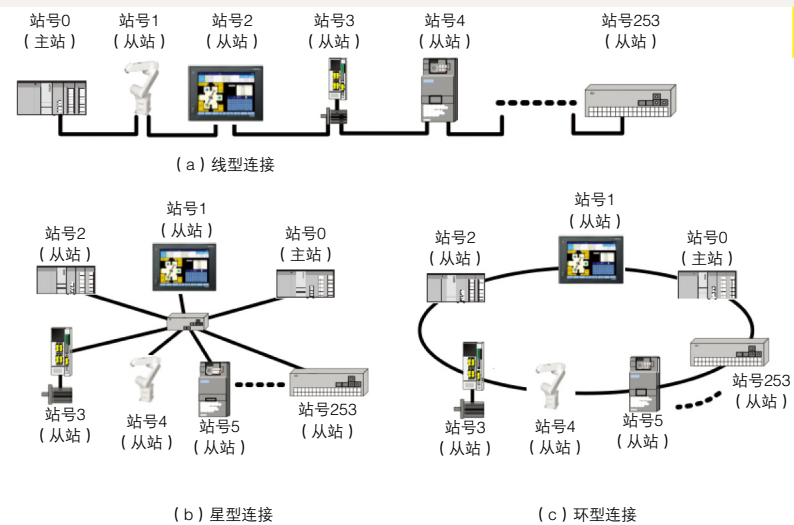 站号0
（主站）
站号1
（从站）
站号2
（从站）
站号3
（从站）
站号4
（从站）
站号253
（从站）
（a）线型连接
站号2
（从站）
站号1
（从站）
站号0
（主站）
站号3
（从站）
站号4
（从站）
站号5
（从站）
站号253
（从站）
（b）星型连接
站号2
（从站）
站号1
（从站）
站号0
（主站）
站号3
（从站）
站号4
（从站）
站号5
（从站）
站号253
（从站）
（c）环型连接